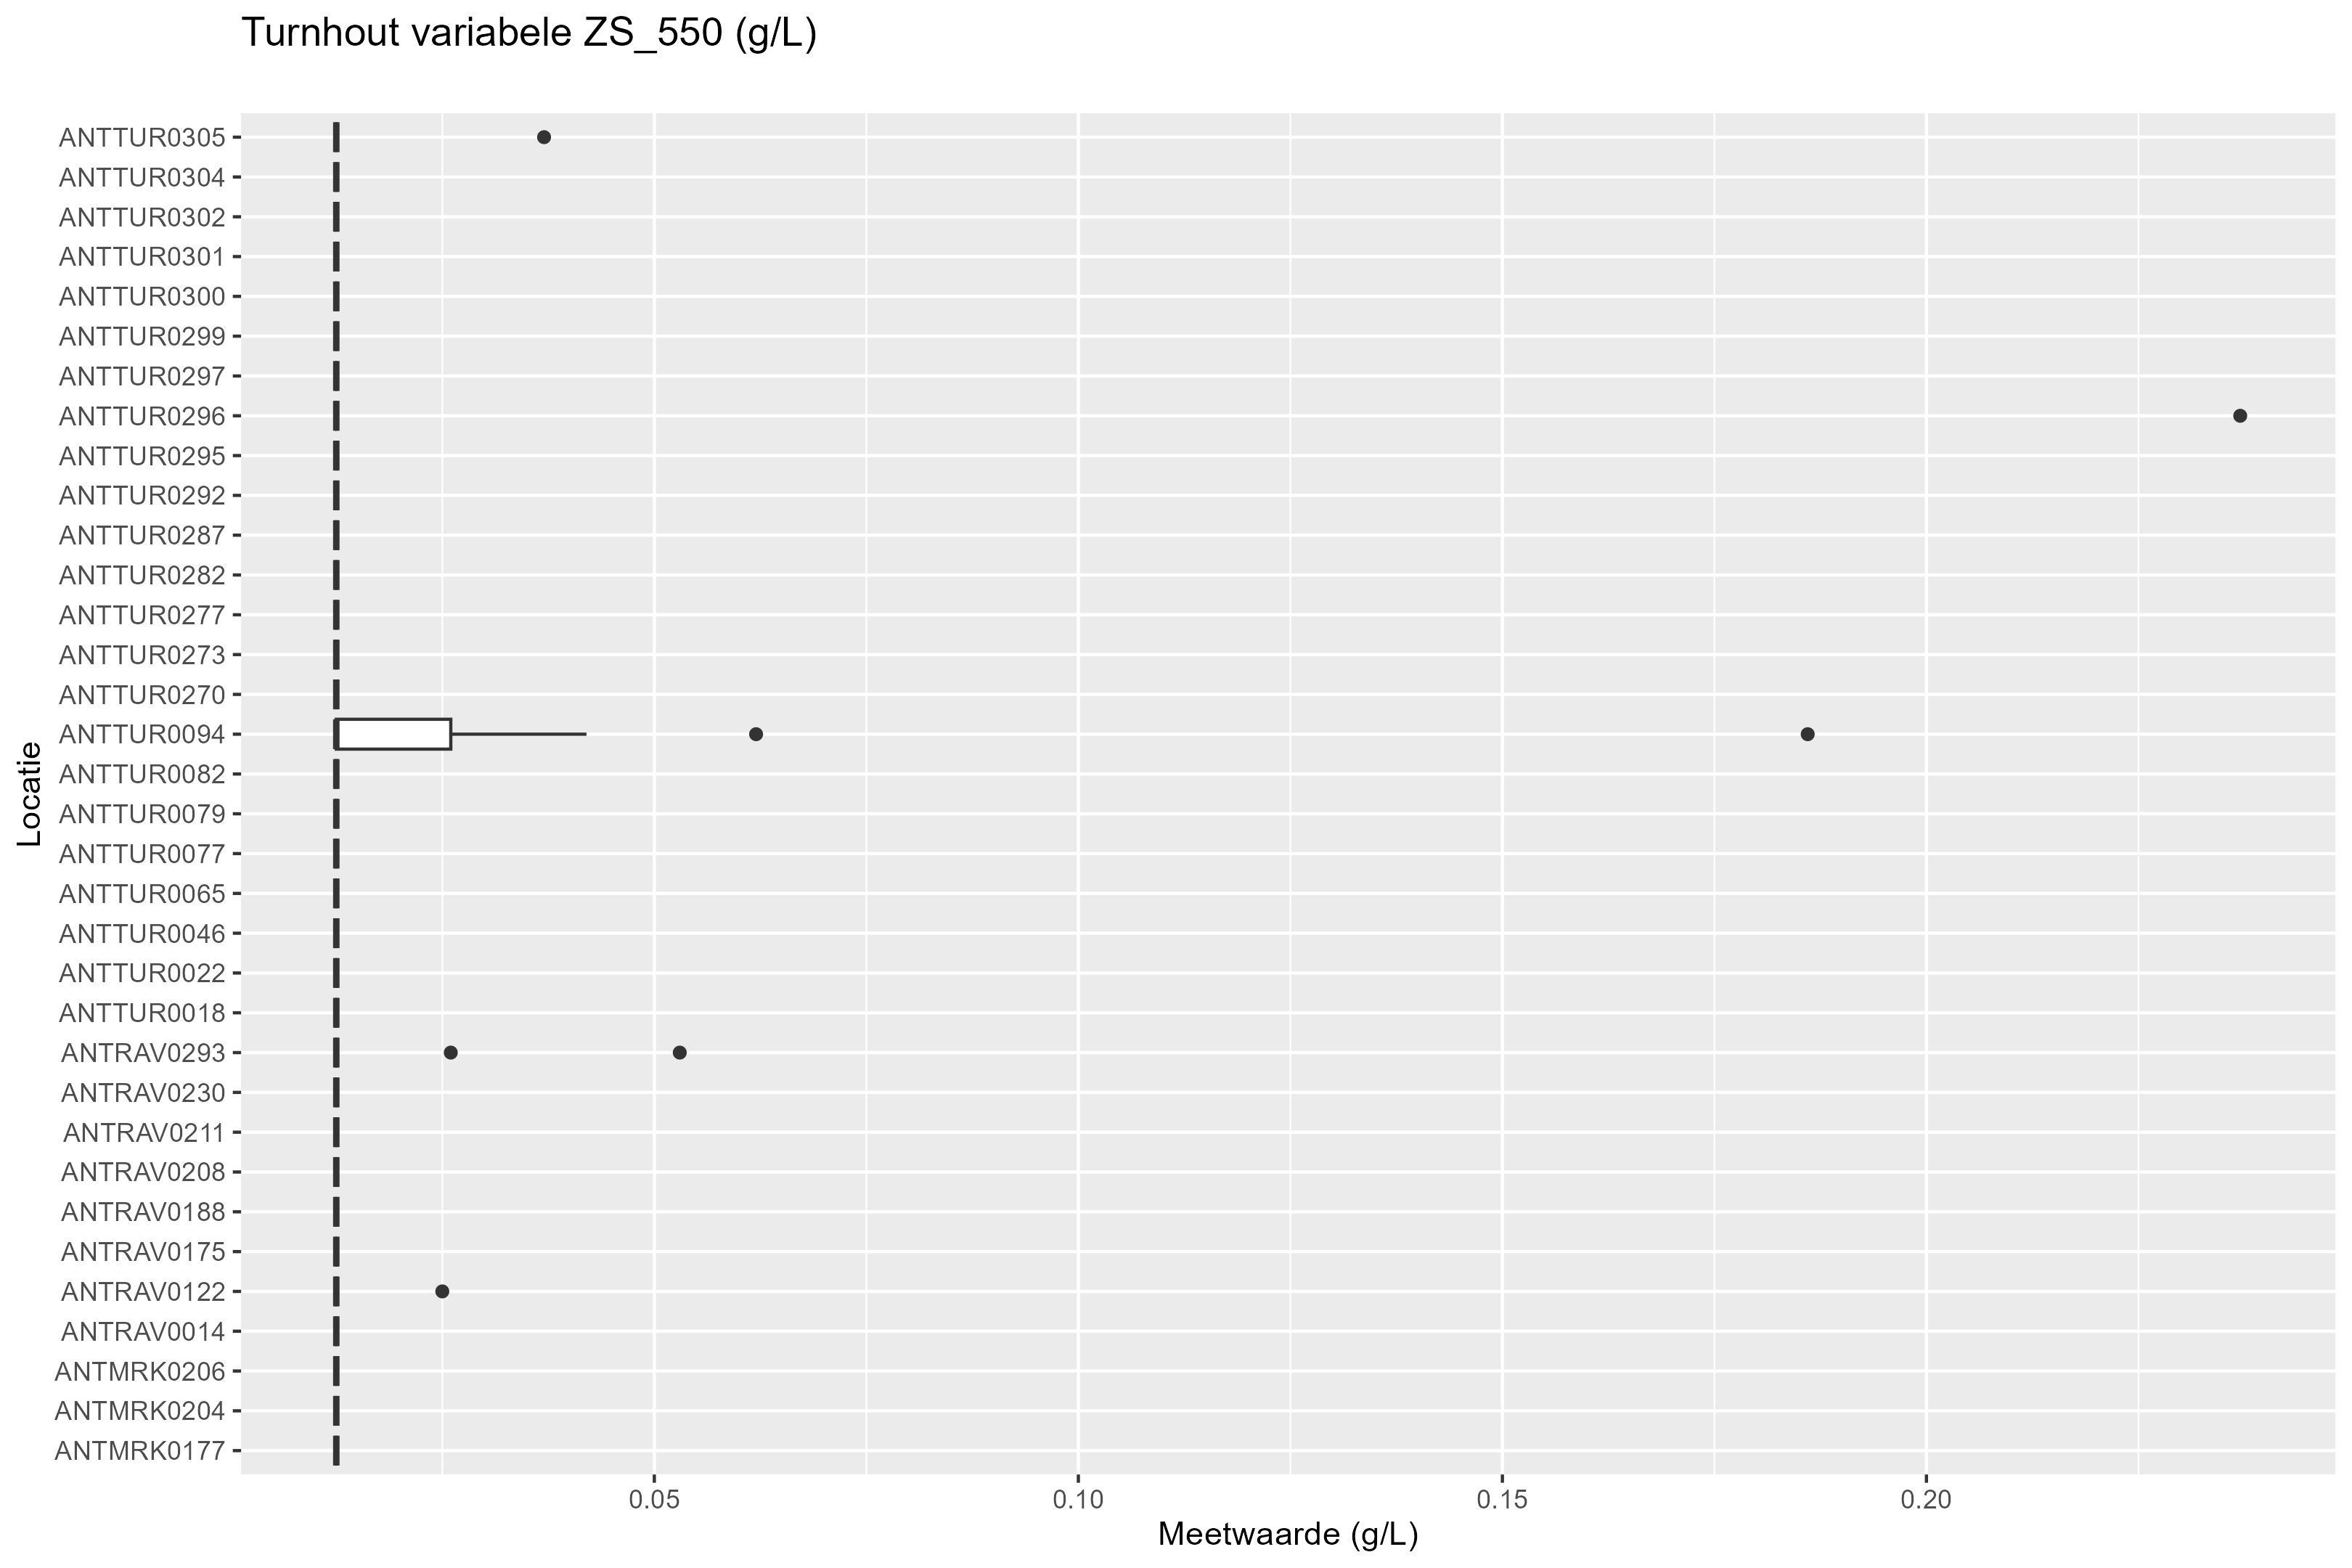 Turnhout variabele ZS_550 (g/L)
ANTTUR0305
ANTTUR0304
ANTTUR0302
ANTTUR0301
ANTTUR0300
ANTTUR0299
ANTTUR0297
ANTTUR0296
ANTTUR0295
ANTTUR0292
ANTTUR0287
ANTTUR0282
ANTTUR0277
ANTTUR0273
ANTTUR0270
ANTTUR0094
ANTTUR0082
ANTTUR0079
ANTTUR0077
ANTTUR0065
ANTTUR0046
ANTTUR0022
ANTTUR0018
ANTRAV0293
ANTRAV0230
ANTRAV0211
ANTRAV0208
ANTRAV0188
ANTRAV0175
ANTRAV0122
ANTRAV0014
ANTMRK0206
ANTMRK0204
ANTMRK0177
Locatie
0.05 0.10 0.15 0.20
Meetwaarde (g/L)